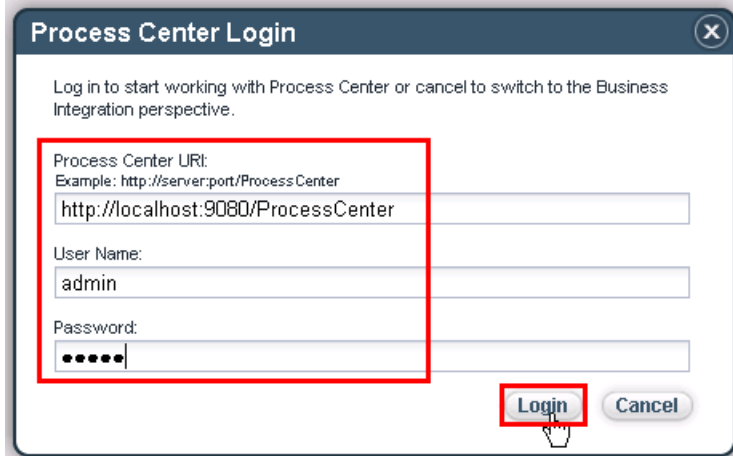 Process Center Login
Log in to start working with Process Center or cancel to switch to the Business
Integration perspective.
Process Center URI:
Example: http://server:port/ProcessCenter
http://localhost:9080/ProcessCenter
User Name:
admin
Password:
●●●●●
Login Cancel